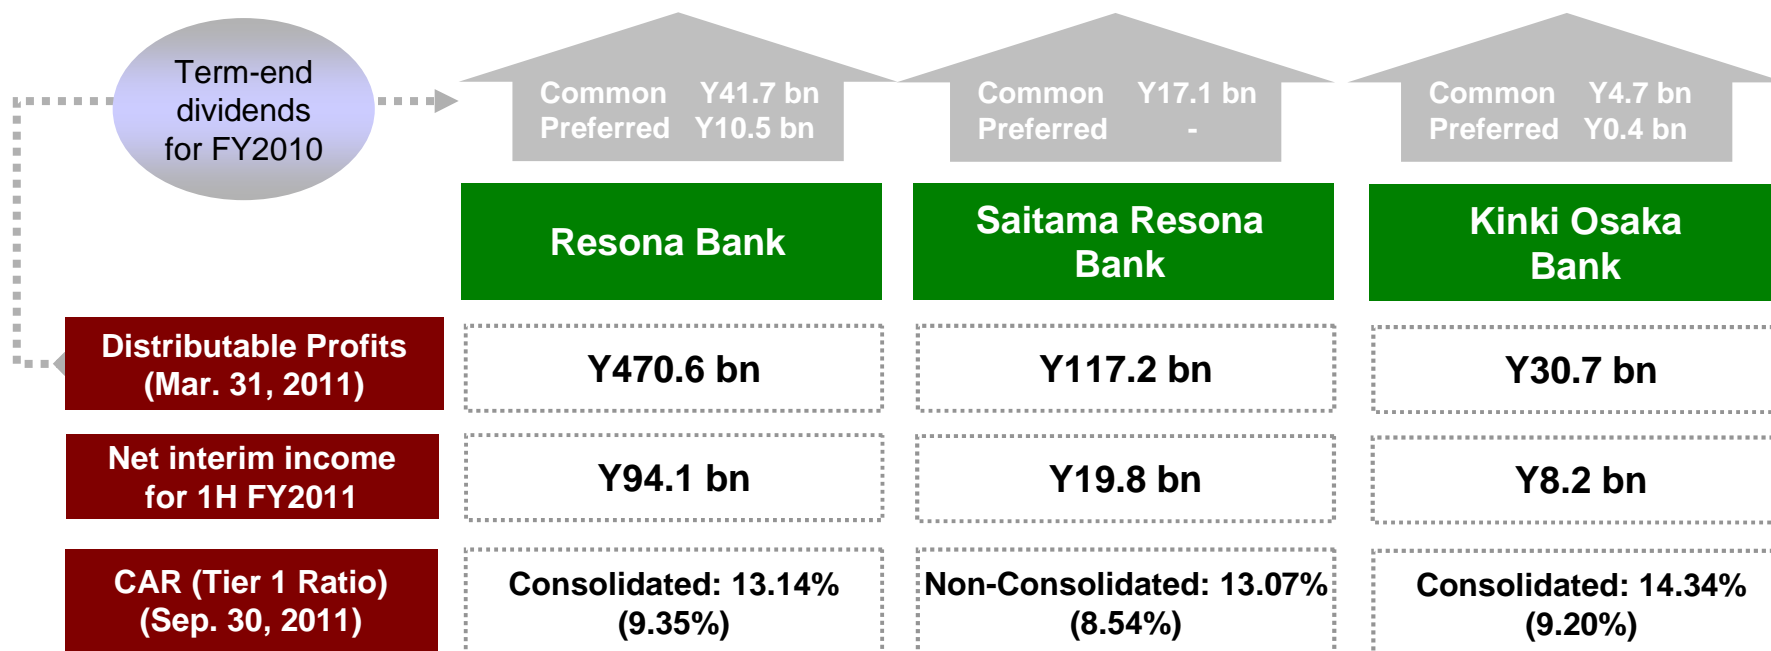 Term-end
dividends
for FY2010
Common Y41.7 bn
Preferred Y10.5 bn
Common Y17.1 bn
Preferred -
Common Y4.7 bn
Preferred Y0.4 bn
Resona Bank
Saitama Resona
Bank
Kinki Osaka
Bank
Distributable Profits
(Mar. 31, 2011)
Y470.6 bn
Y117.2 bn
Y30.7 bn
Net interim income
for 1H FY2011
Y94.1 bn
Y19.8 bn
Y8.2 bn
CAR (Tier 1 Ratio)
(Sep. 30, 2011)
Consolidated: 13.14%
(9.35%)
Non-Consolidated: 13.07%
(8.54%)
Consolidated: 14.34%
(9.20%)